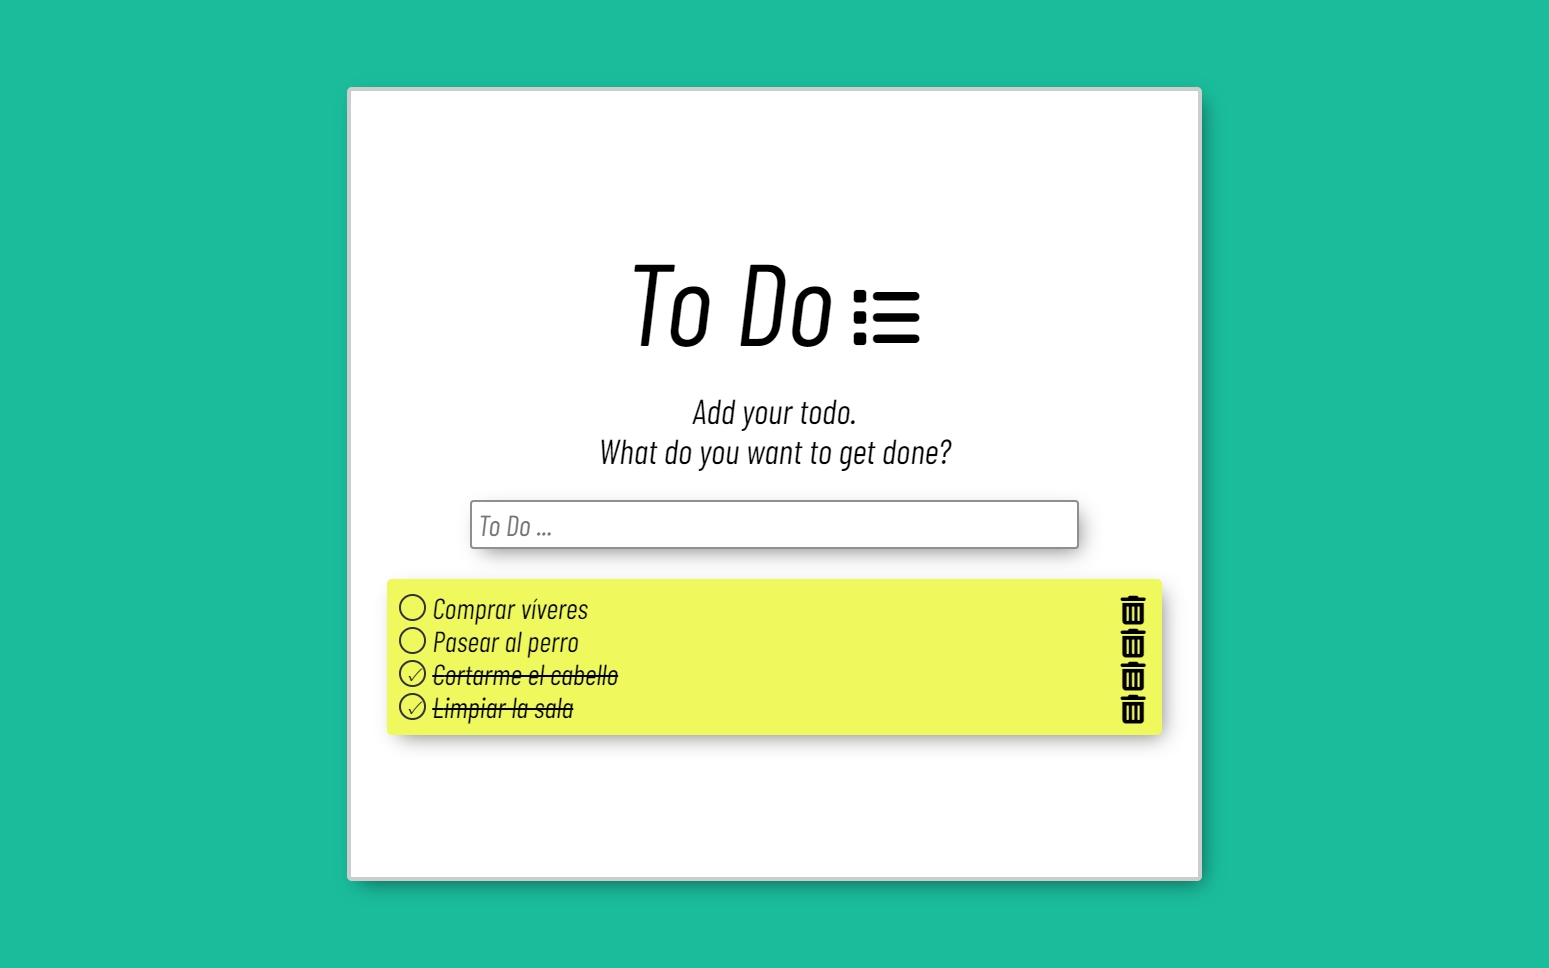 To Do
Add your todo.
What do you want to get done?
To Do ...
Comprar víveres
Pasear al perro
Cortarme el cabello
Limpiar la sala